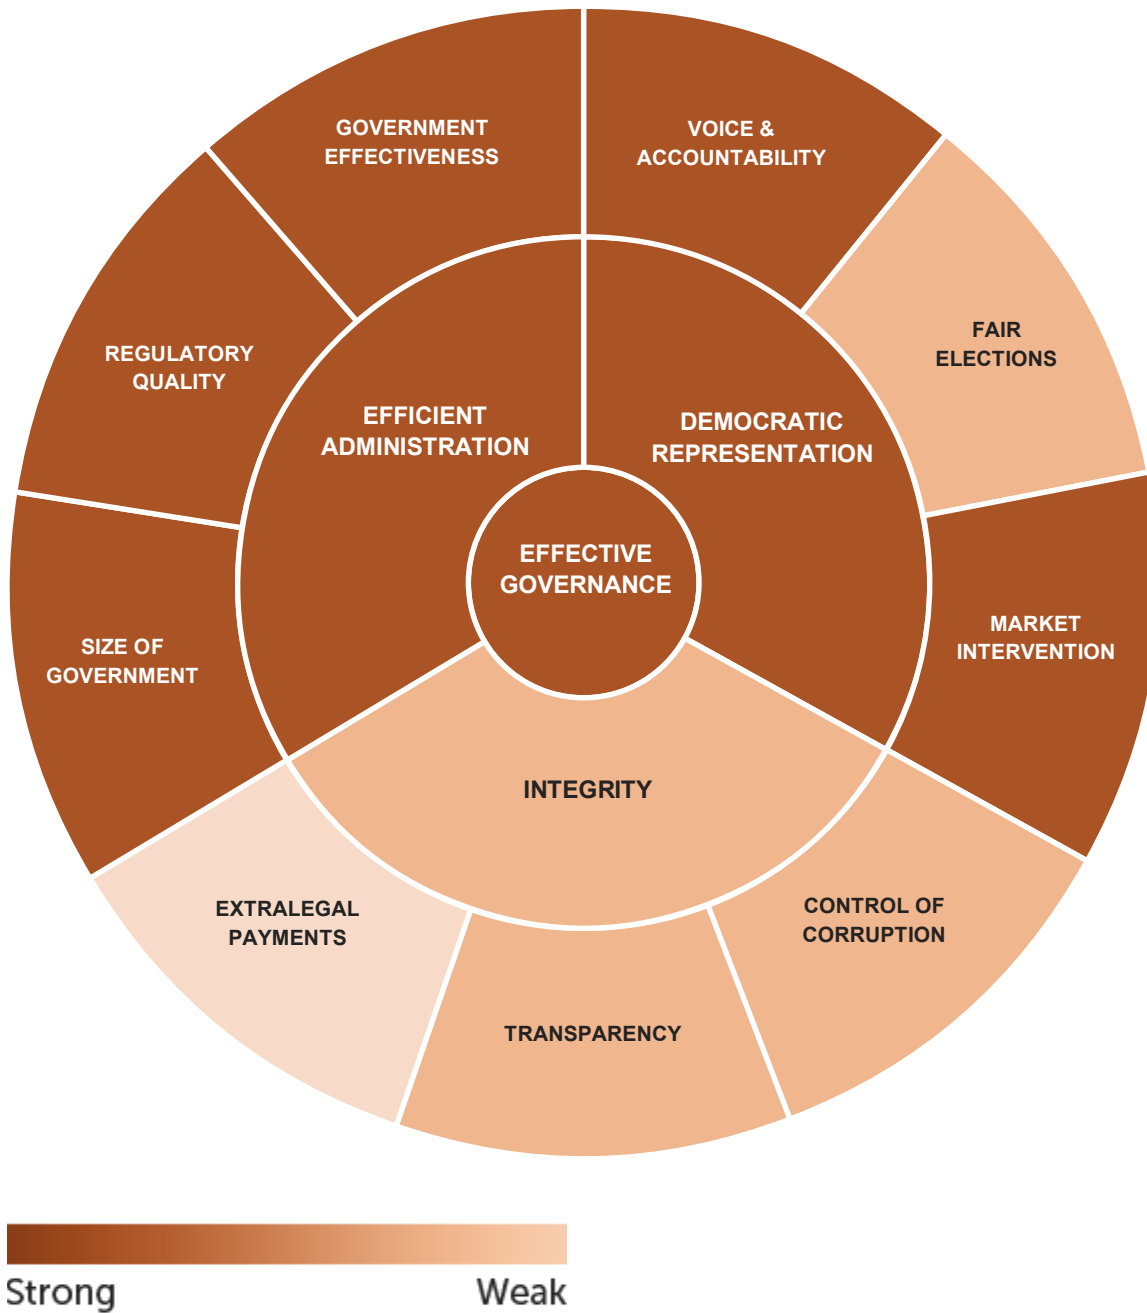 GOVERNMENT
EFFECTIVENESS
VOICE &
ACCOUNTABILITY
FAIR
ELECTIONS
REGULATORY
QUALITY
EFFICIENT
ADMINISTRATION
DEMOCRATIC
REPRESENTATION
EFFECTIVE
GOVERNANCE
MARKET
INTERVENTION
SIZE OF
GOVERNMENT
INTEGRITY
EXTRALEGAL
PAYMENTS
CONTROL OF
CORRUPTION
TRANSPARENCY
Strong
Weak